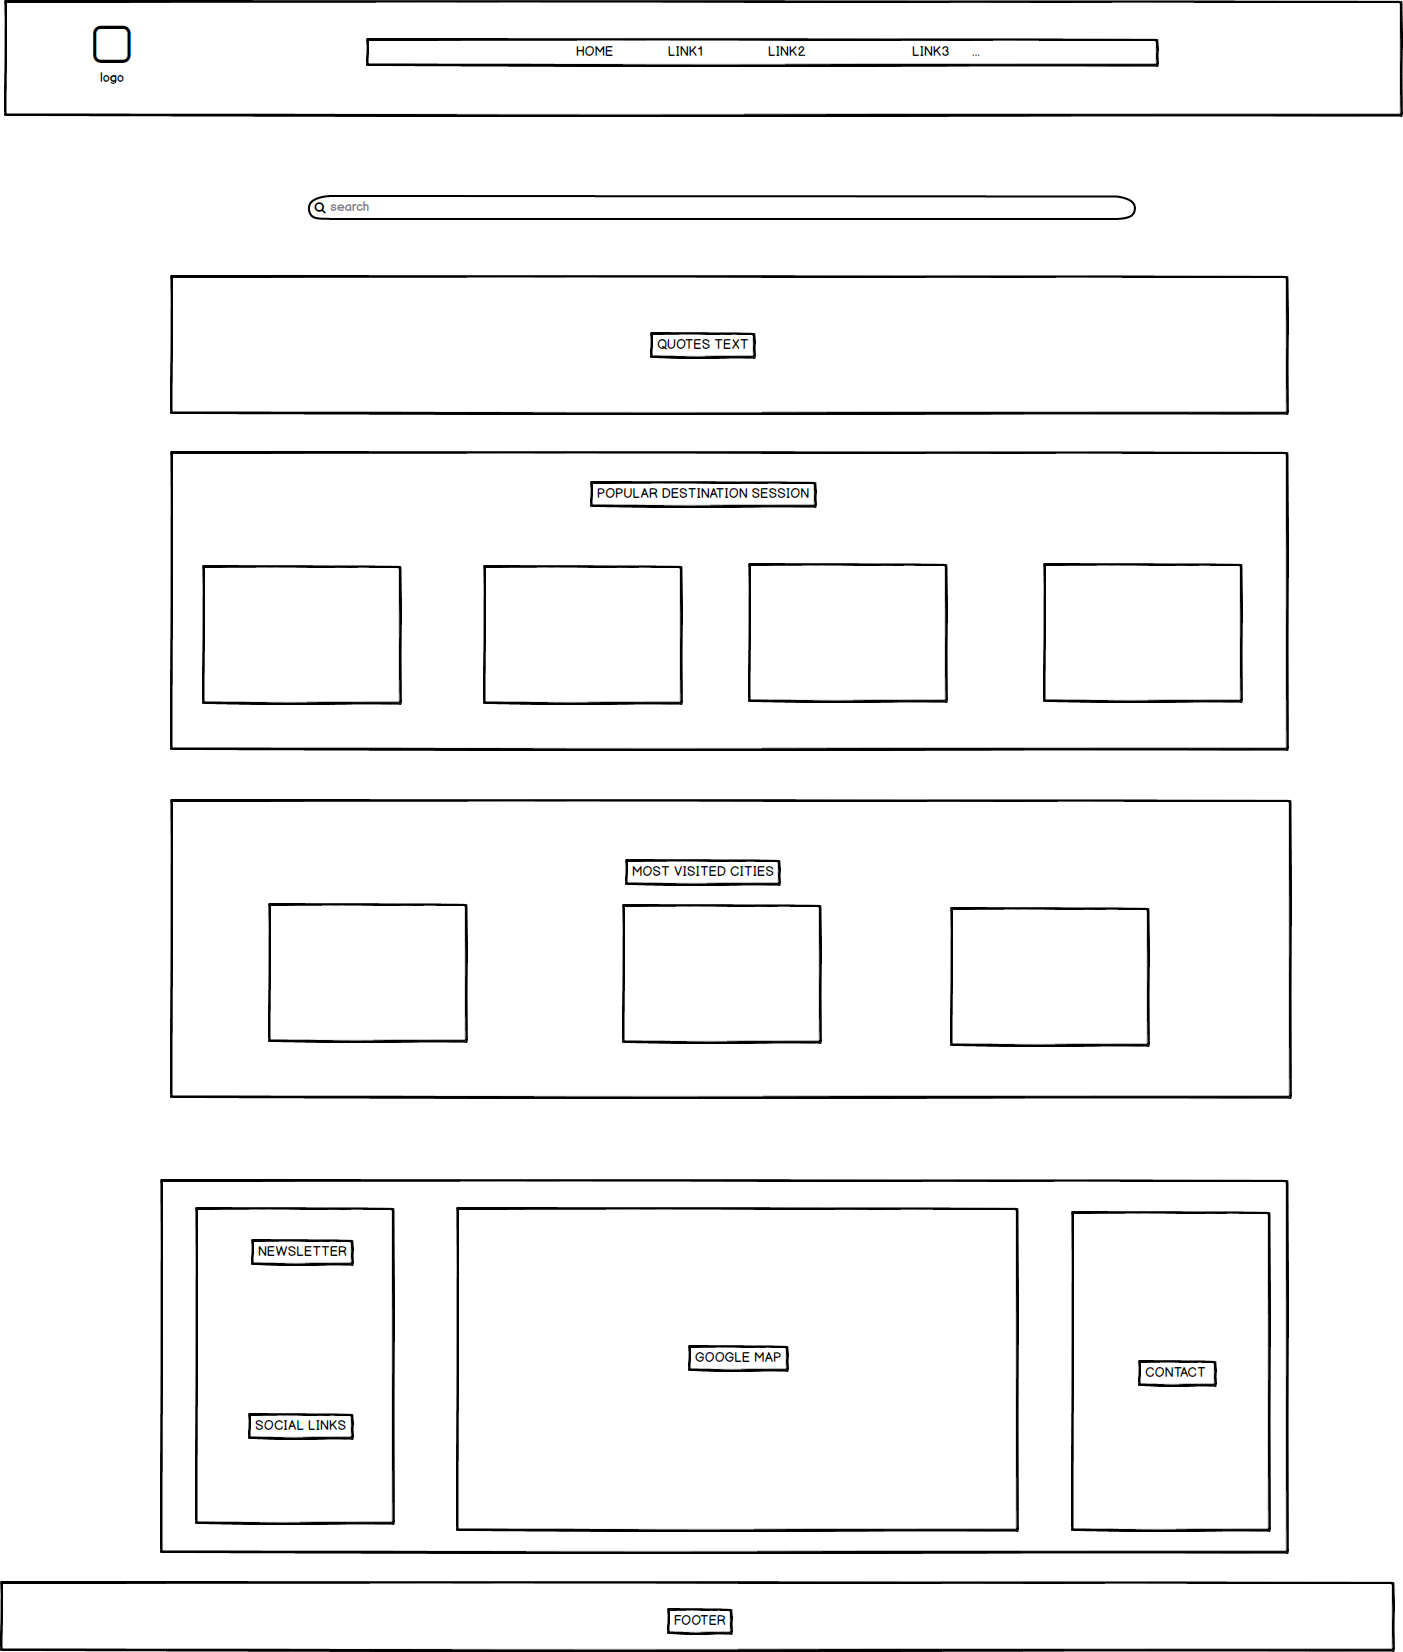 HOME LINK1 LINK2 LINK3 ...
logo
search
QUOTES TEXT
POPULAR DESTINATION SESSION
MOST VISITED CITIES
NEWSLETTER
SOCIAL LINKS
GOOGLE MAP
CONTACT
FOOTER